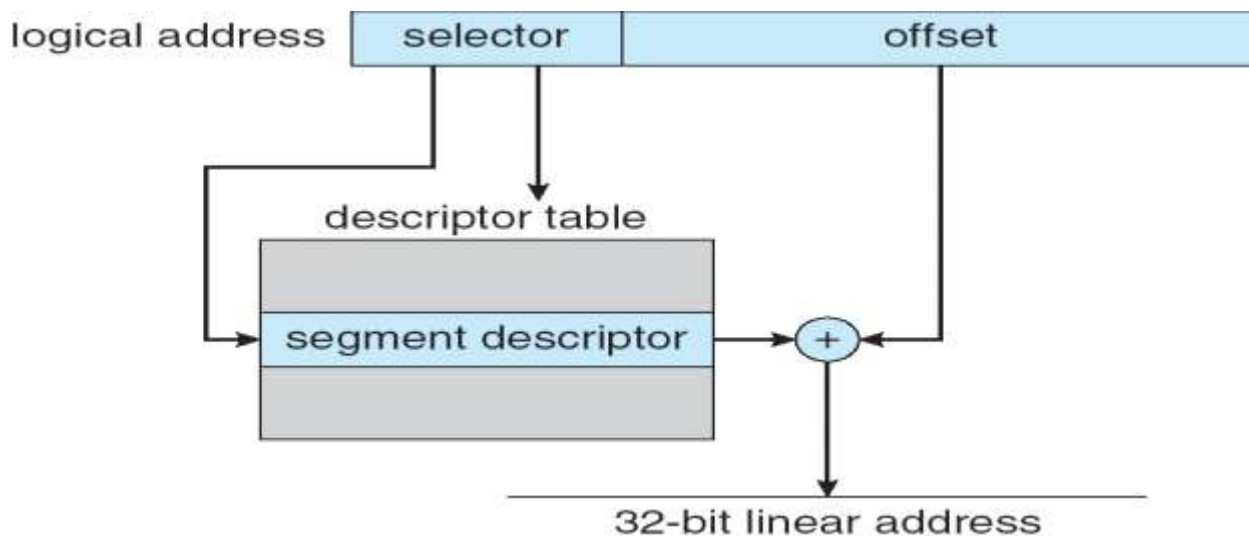 logical address selector offset
descriptor table
segment descriptor +
32-bit linear address